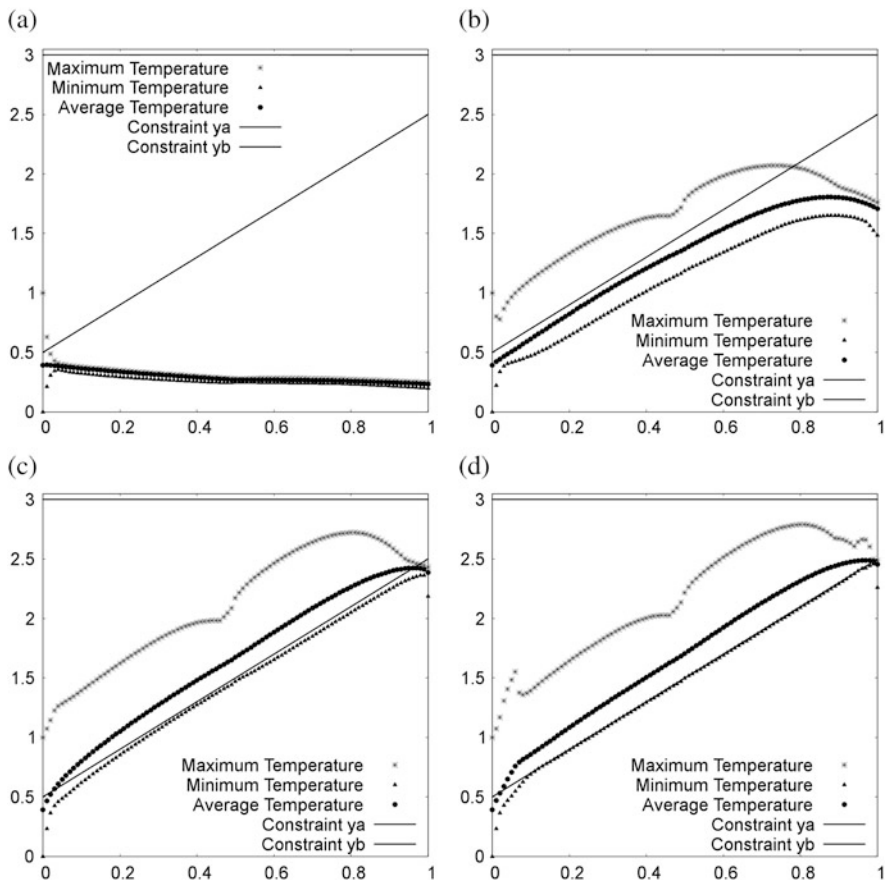 (a)
3
2.5
2
1.5
1
0.5
0
Maximum Temperature
Minimum Temperature
Average Temperature
Constraint ya
Constraint yb
0 0.2 0.4 0.6 0.8 1
(b)
3
2.5
2
1.5
1
0.5
0
Maximum Temperature
Minimum Temperature
Average Temperature
Constraint ya
Constraint yb
0 0.2 0.4 0.6 0.8 1
(c)
3
2.5
2
1.5
1
0.5
0
Maximum Temperature
Minimum Temperature
Average Temperature
Constraint ya
Constraint yb
0 0.2 0.4 0.6 0.8 1
(d)
3
2.5
2
1.5
1
0.5
0
Maximum Temperature
Minimum Temperature
Average Temperature
Constraint ya
Constraint yb
0 0.2 0.4 0.6 0.8 1